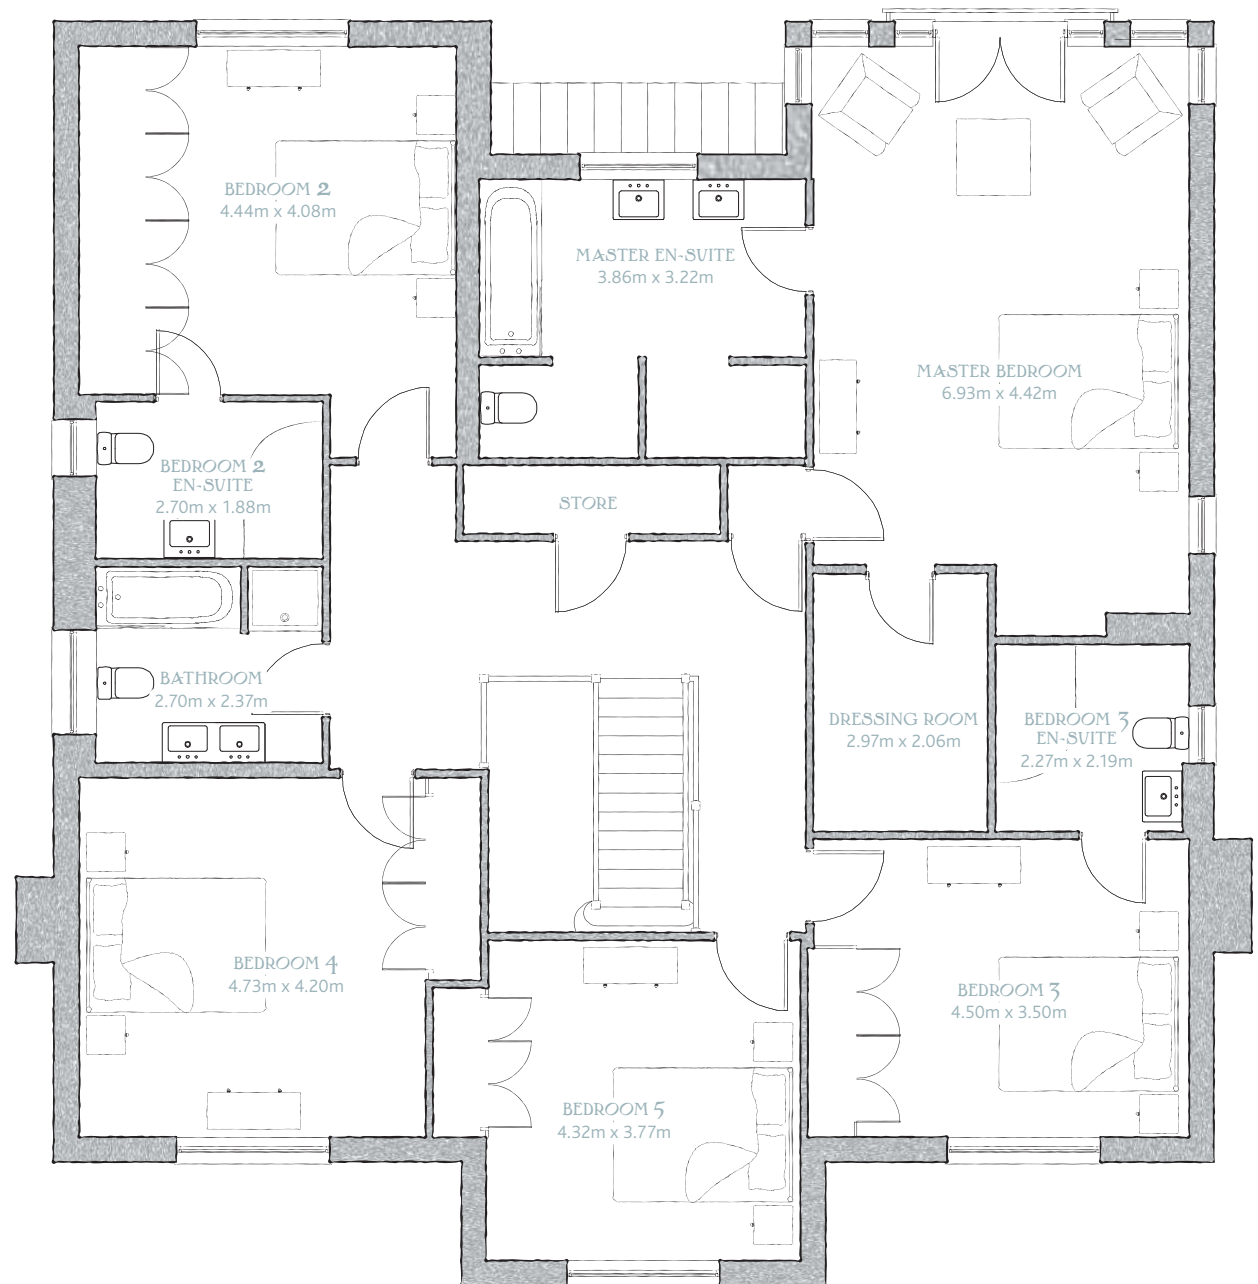 BEDROOM 2
4.44m x 4.08m
MASTER EN-SUITE
3.86m x 3.22m
MASTER BEDROOM
6.93m x 4.42m
BEDROOM 2
EN-SUITE
2.70m x 1.88m
STORE
BATHROOM
2.70m x 2.37m
DRESSING ROOM
2.97m x 2.06m
BEDROOM 3
EN-SUITE
2.27m x 2.19m
BEDROOM 4
4.73m x 4.20m
BEDROOM 3
4.50m x 3.50m
BEDROOM 5
4.32m x 3.77m